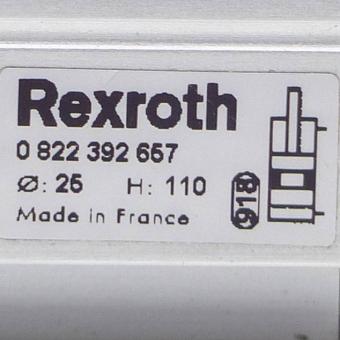 Rexroth
0 822 392 657
Ø: 25 H: 110
Made in France
918